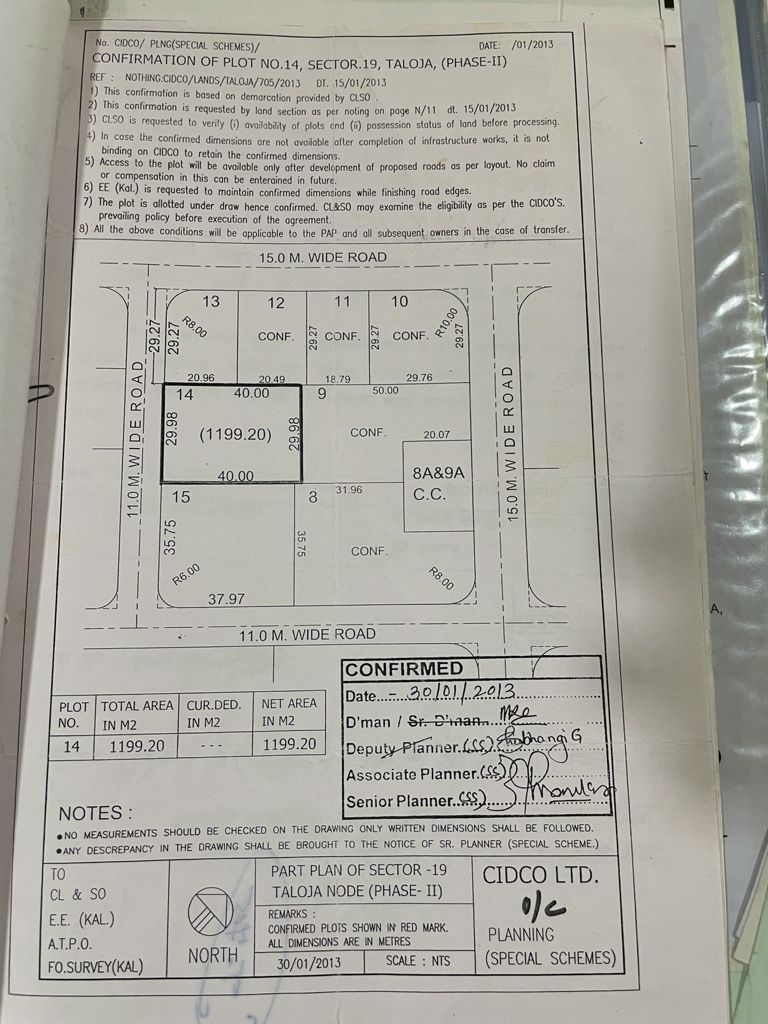 No. CIDCO/ PLNG(SPECIAL SCHEMES)/ DATE: /01/2013
CONFIRMATION OF PLOT NO.14, SECTOR.19, TALOJA, (PHASE-II)
REF : NOTHING:CIDCO/LANDS/TALOJA/705/2013 DT. 15/01/2013
1) This confirmation is based on demarcation provided by CLSO .
2) This confirmation is requested by land section as per noting on page N/11 dt. 15/01/2013
3) CLSO is requested to verify (i) availability of plots and (ii) possession status of land before processing.
4) In case the confirmed dimensions are not available after completion of infrastructure works, it is not
binding on CIDCO to retain the confirmed dimensions.
5) Access to the plot will be available only after development of proposed roads as per layout. No claim
or compensation in this can be enterained in future.
6) EE (Kal.) is requested to maintain confirmed dimensions while finishing road edges.
7) The plot is allotted under draw hence confirmed. CL&SO may examine the eligibility as per the CIDCO'S.
prevailing policy before execution of the agreement.
8) All the above conditions will be applicable to the PAP and all subsequent owners in the case of transfer.
15.0 M. WIDE ROAD
13 12 11 10
R8.00 CONF. CONF. CONF. R10.00
29.27 29.27 29.27 29.27 29.27
20.96 20.49 18.79 29.76
11.0 M. WIDE ROAD
15.0 M. WIDE ROAD
14 40.00 9 50.00
29.98 (1199.20) 29.98 CONF. 20.07
40.00
8A&9A
C.C.
15 8 31.96
35.75 35.75 CONF.
R6.00 R8.00
37.97
11.0 M. WIDE ROAD
PLOT NO. TOTAL AREA IN M2 CUR.DED. IN M2 NET AREA IN M2
14 1199.20 --- 1199.20
CONFIRMED
Date - 30/01/2013
D'man / Sr. D'man
Deputy Planner (SS) G
Associate Planner (SS)
Senior Planner (SS)
NOTES :
●NO MEASUREMENTS SHOULD BE CHECKED ON THE DRAWING ONLY WRITTEN DIMENSIONS SHALL BE FOLLOWED.
●ANY DESCREPANCY IN THE DRAWING SHALL BE BROUGHT TO THE NOTICE OF SR. PLANNER (SPECIAL SCHEME.)
TO
CL & SO
E.E. (KAL.)
A.T.P.O.
FO.SURVEY(KAL)
NORTH
PART PLAN OF SECTOR -19
TALOJA NODE (PHASE- II)
REMARKS :
CONFIRMED PLOTS SHOWN IN RED MARK.
ALL DIMENSIONS ARE IN METRES
30/01/2013 SCALE : NTS
CIDCO LTD.
o/c
PLANNING
(SPECIAL SCHEMES)